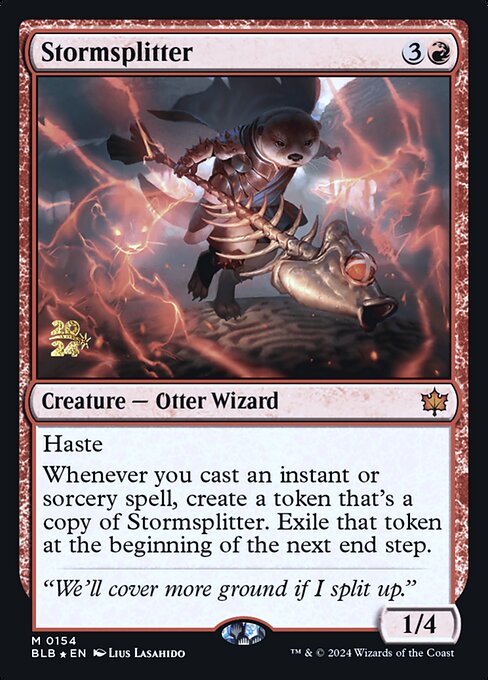 Stormsplitter 3
20
24
Creature — Otter Wizard
Haste
Whenever you cast an instant or
sorcery spell, create a token that's a
copy of Stormsplitter. Exile that token
at the beginning of the next end step.
“We'll cover more ground if I split up.”
1/4
M 0154
BLB ★ EN Lius Lasahido
™ & © 2024 Wizards of the Coast